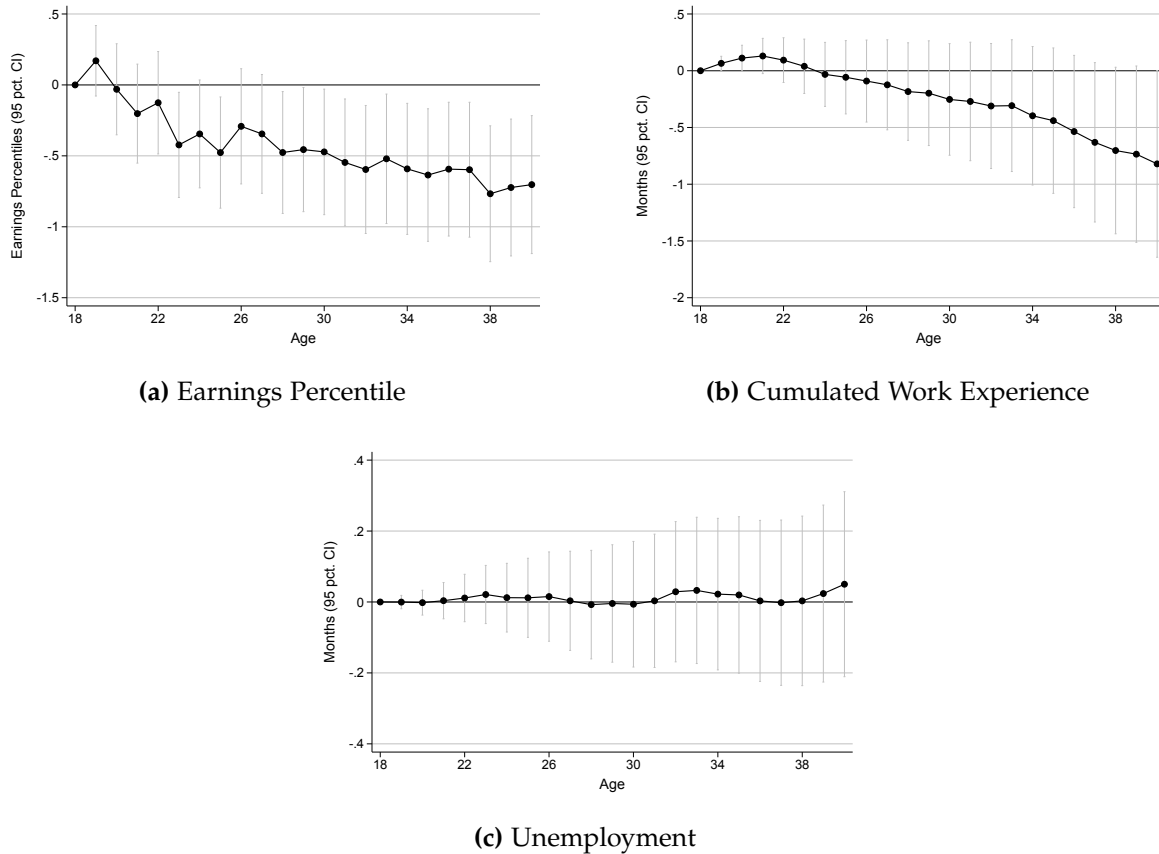 .5
0
-.5
-1
-1.5
Earnings Percentiles (95 pct. CI)
18 22 26 30 34 38
Age
(a) Earnings Percentile
.5
0
-.5
-1
-1.5
-2
Months (95 pct. CI)
18 22 26 30 34 38
Age
(b) Cumulated Work Experience
.4
.2
0
-.2
-.4
Months (95 pct. CI)
18 22 26 30 34 38
Age
(c) Unemployment